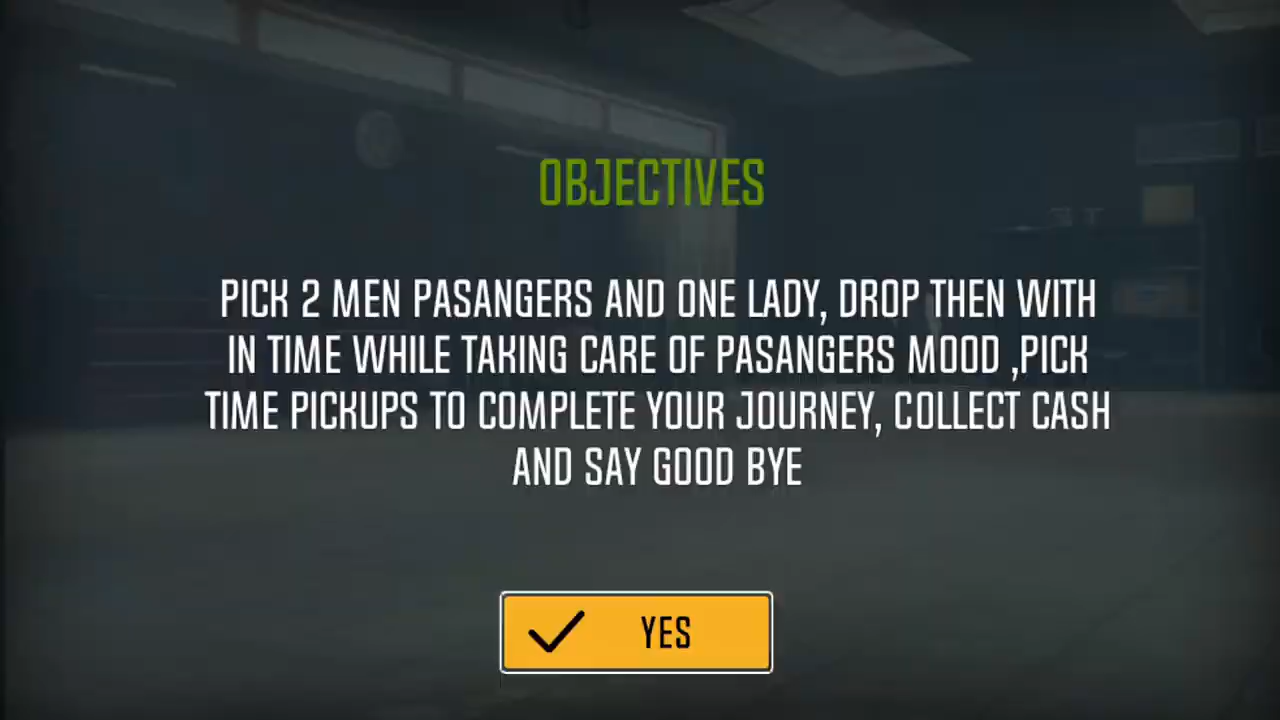 OBJECTIVES
PICK 2 MEN PASANGERS AND ONE LADY, DROP THEN WITH
IN TIME WHILE TAKING CARE OF PASANGERS MOOD ,PICK
TIME PICKUPS TO COMPLETE YOUR JOURNEY, COLLECT CASH
AND SAY GOOD BYE
YES